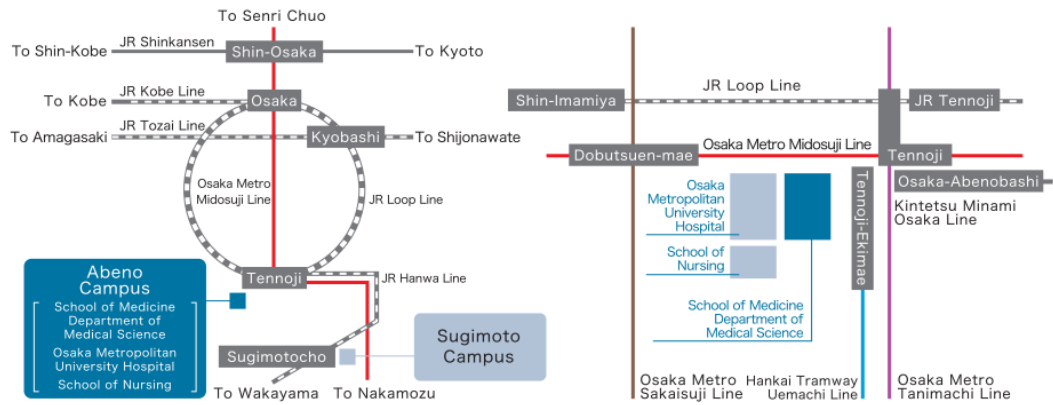 To Senri Chuo
To Shin-Kobe
JR Shinkansen
Shin-Osaka
To Kyoto
To Kobe
JR Kobe Line
Osaka
To Amagasaki
JR Tozai Line
Kyobashi
To Shijonawate
Osaka Metro
Midosuji Line
JR Loop Line
Tennoji
JR Hanwa Line
Abeno
Campus
School of Medicine
Department of
Medical Science
Osaka Metropolitan
University Hospital
School of Nursing
Sugimotocho
Sugimoto
Campus
To Wakayama
To Nakamozu
JR Loop Line
Shin-Imamiya
JR Tennoji
Osaka Metro Midosuji Line
Dobutsuen-mae
Tennoji
Osaka-Abenobashi
Kintetsu Minami
Osaka Line
Tennoji-Ekimae
Osaka
Metropolitan
University
Hospital
School of
Nursing
School of Medicine
Department of
Medical Science
Osaka Metro
Sakaisuji Line
Hankai Tramway
Uemachi Line
Osaka Metro
Tanimachi Line